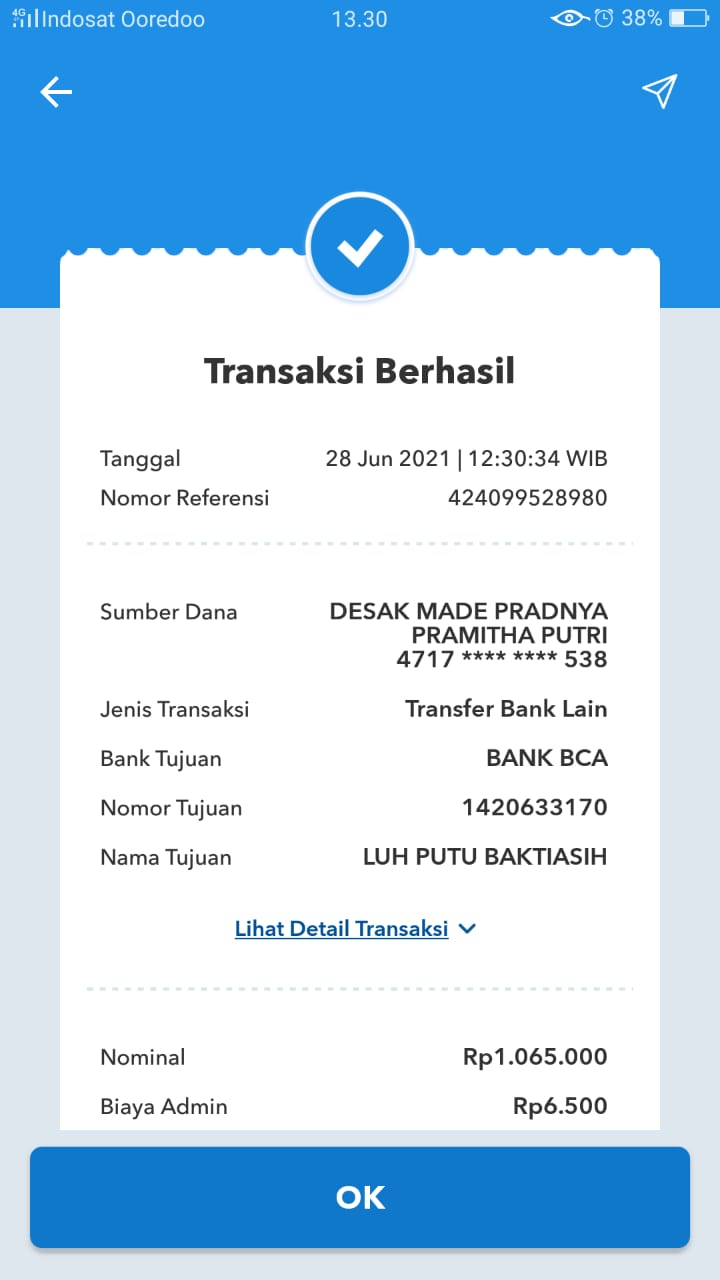 4G Indosat Ooredoo 13.30 38%
Transaksi Berhasil
Tanggal 28 Jun 2021 | 12:30:34 WIB
Nomor Referensi 424099528980
Sumber Dana DESAK MADE PRADNYA
PRAMITHA PUTRI
4717 **** **** 538
Jenis Transaksi Transfer Bank Lain
Bank Tujuan BANK BCA
Nomor Tujuan 1420633170
Nama Tujuan LUH PUTU BAKTIASIH
Lihat Detail Transaksi
Nominal Rp1.065.000
Biaya Admin Rp6.500
OK